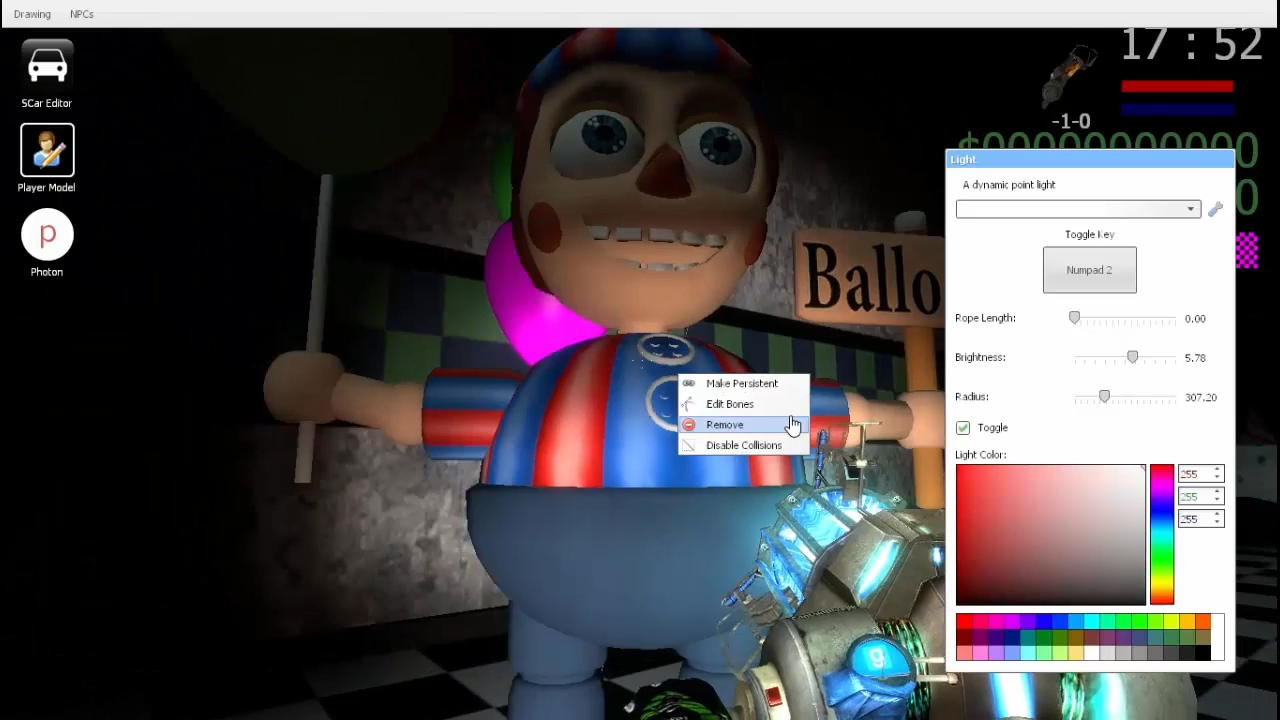 Drawing NPCs
17 : 52
SCar Editor
-1-0
$000000000000
0
Light
A dynamic point light
Player Model
Toggle Key
p
Numpad 2
Ballo
Photon
Rope Length: 0.00
Brightness: 5.78
Make Persistent
Edit Bones
Radius: 307.20
Remove
Toggle
Disable Collisions
Light Color:
255
255
255
g